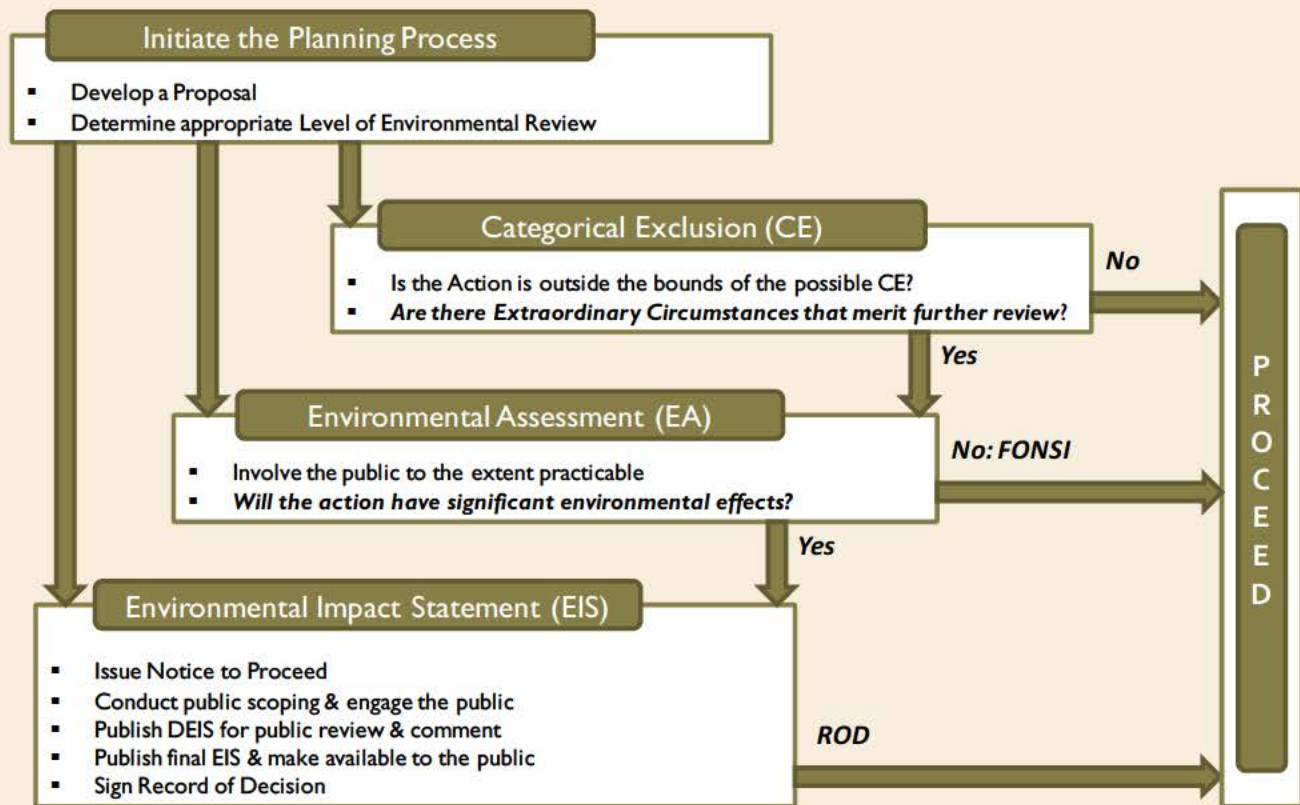 Initiate the Planning Process
▪ Develop a Proposal
▪ Determine appropriate Level of Environmental Review
Categorical Exclusion (CE)
▪ Is the Action is outside the bounds of the possible CE?
▪ Are there Extraordinary Circumstances that merit further review?
No
Yes
Environmental Assessment (EA)
▪ Involve the public to the extent practicable
▪ Will the action have significant environmental effects?
No: FONSI
Yes
Environmental Impact Statement (EIS)
▪ Issue Notice to Proceed
▪ Conduct public scoping & engage the public
▪ Publish DEIS for public review & comment
▪ Publish final EIS & make available to the public
▪ Sign Record of Decision
ROD
PROCEED